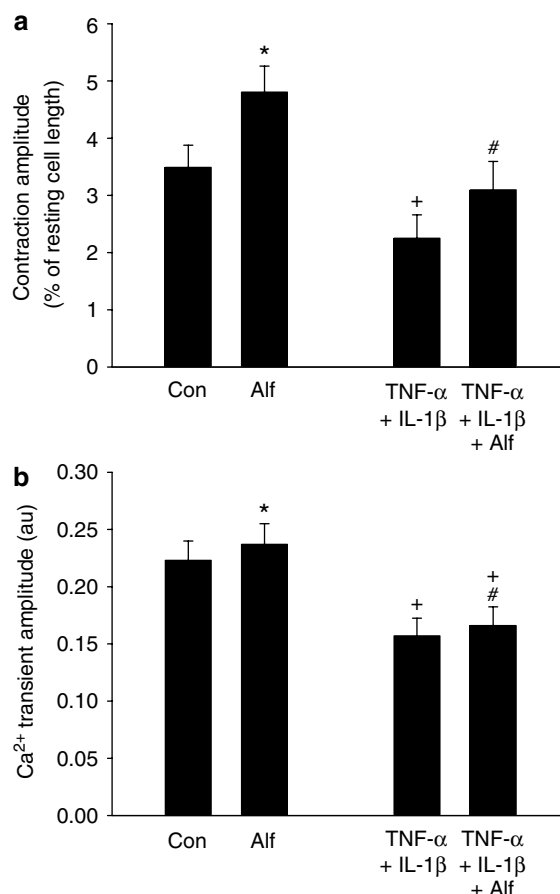 a
Contraction amplitude
(% of resting cell length)
6
5
4
3
2
1
0
*
+
#
Con
Alf
TNF-α
+ IL-1β
TNF-α
+ IL-1β
+ Alf
b
Ca²⁺ transient amplitude (au)
0.30
0.25
0.20
0.15
0.10
0.05
0.00
*
+
+
#
Con
Alf
TNF-α
+ IL-1β
TNF-α
+ IL-1β
+ Alf